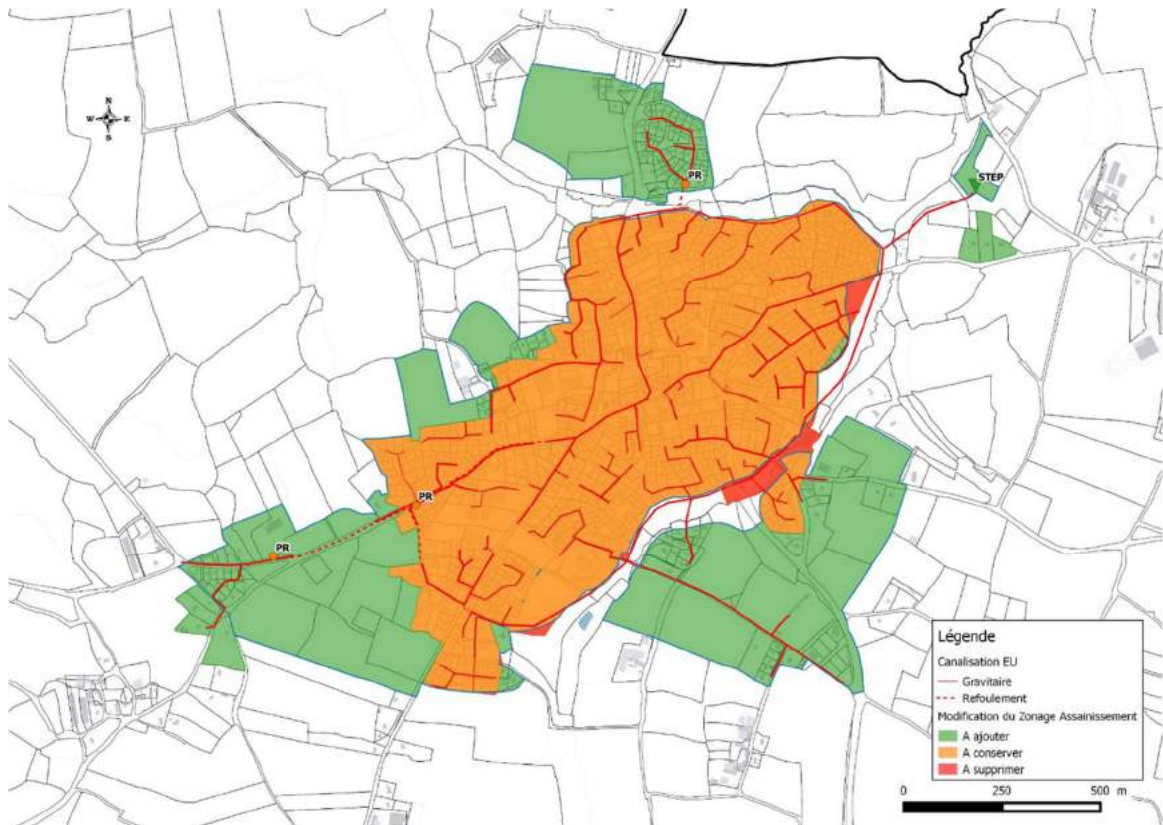 N
W E
S
PR
STEP
PR
PR
Légende
Canalisation EU
Gravitaire
Refoulement
Modification du Zonage Assainissement
A ajouter
A conserver
A supprimer
0 250 500 m